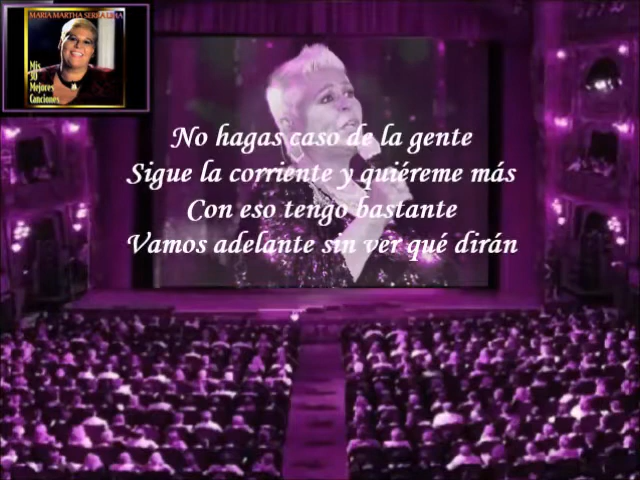 MARIA MARTHA SERRA LIMA
Mis
30
Mejores
Canciones
No hagas caso de la gente
Sigue la corriente y quiéreme más
Con eso tengo bastante
Vamos adelante sin ver qué dirán